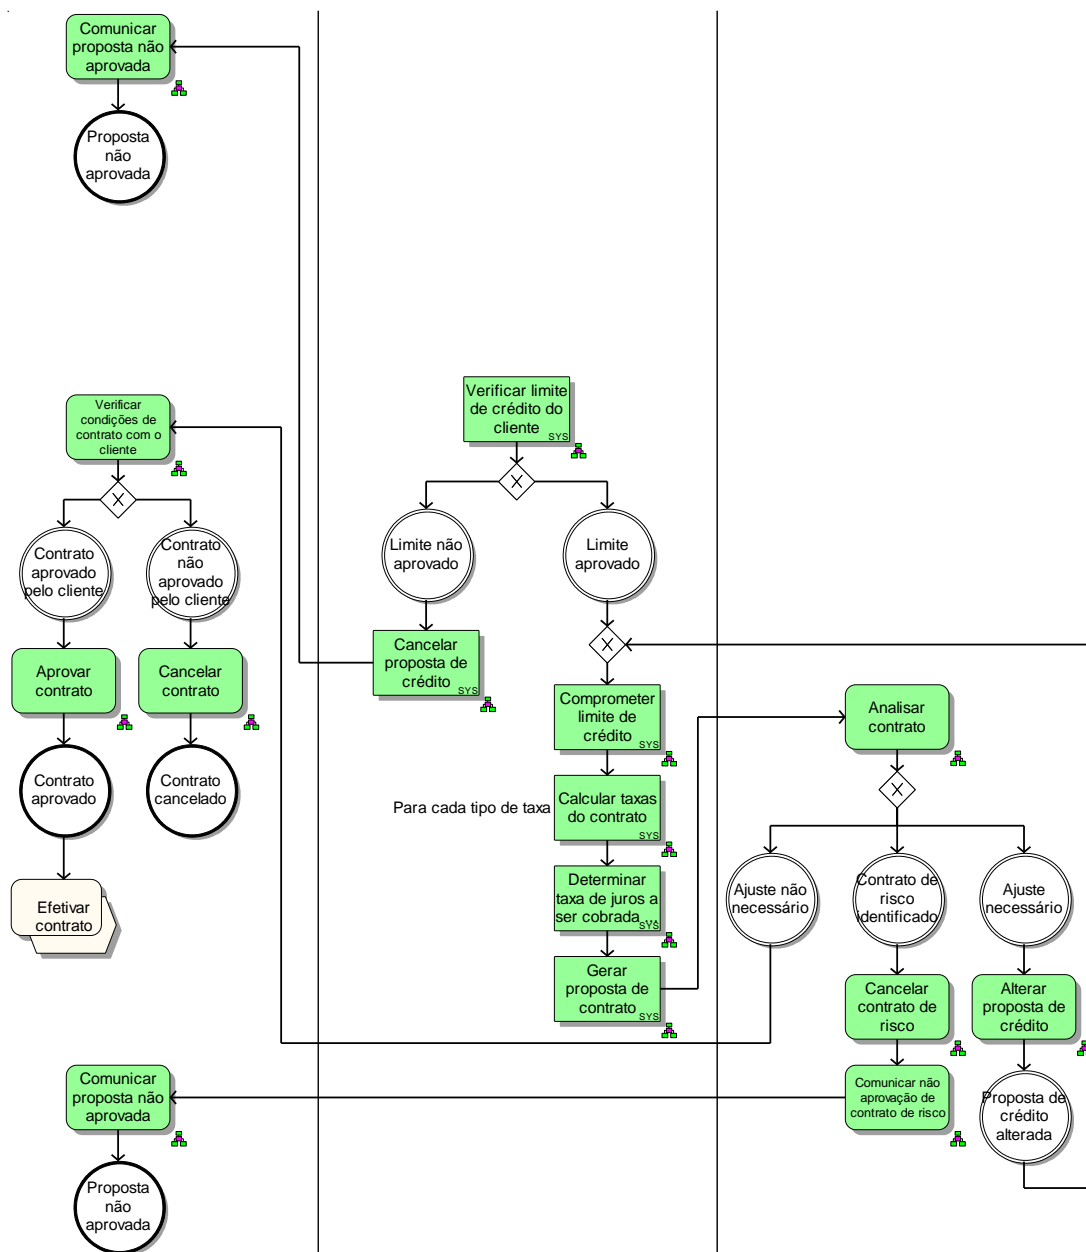 Comunicar
proposta não
aprovada
Proposta
não
aprovada
Verificar limite
de crédito do
cliente
SYS
Verificar
condições de
contrato com o
cliente
X
X
Contrato
aprovado
pelo cliente
Contrato
não
aprovado
pelo cliente
Limite não
aprovado
Limite
aprovado
Cancelar
proposta de
crédito
SYS
X
Aprovar
contrato
Cancelar
contrato
Comprometer
limite de
crédito
SYS
Analisar
contrato
Contrato
aprovado
Contrato
cancelado
Para cada tipo de taxa
Calcular taxas
do contrato
SYS
X
Efetivar
contrato
Determinar
taxa de juros a
ser cobrada
SYS
Ajuste não
necessário
Contrato de
risco
identificado
Ajuste
necessário
Gerar
proposta de
contrato
SYS
Cancelar
contrato de
risco
Alterar
proposta de
crédito
Comunicar
proposta não
aprovada
Comunicar não
aprovação de
contrato de risco
Proposta de
crédito
alterada
Proposta
não
aprovada